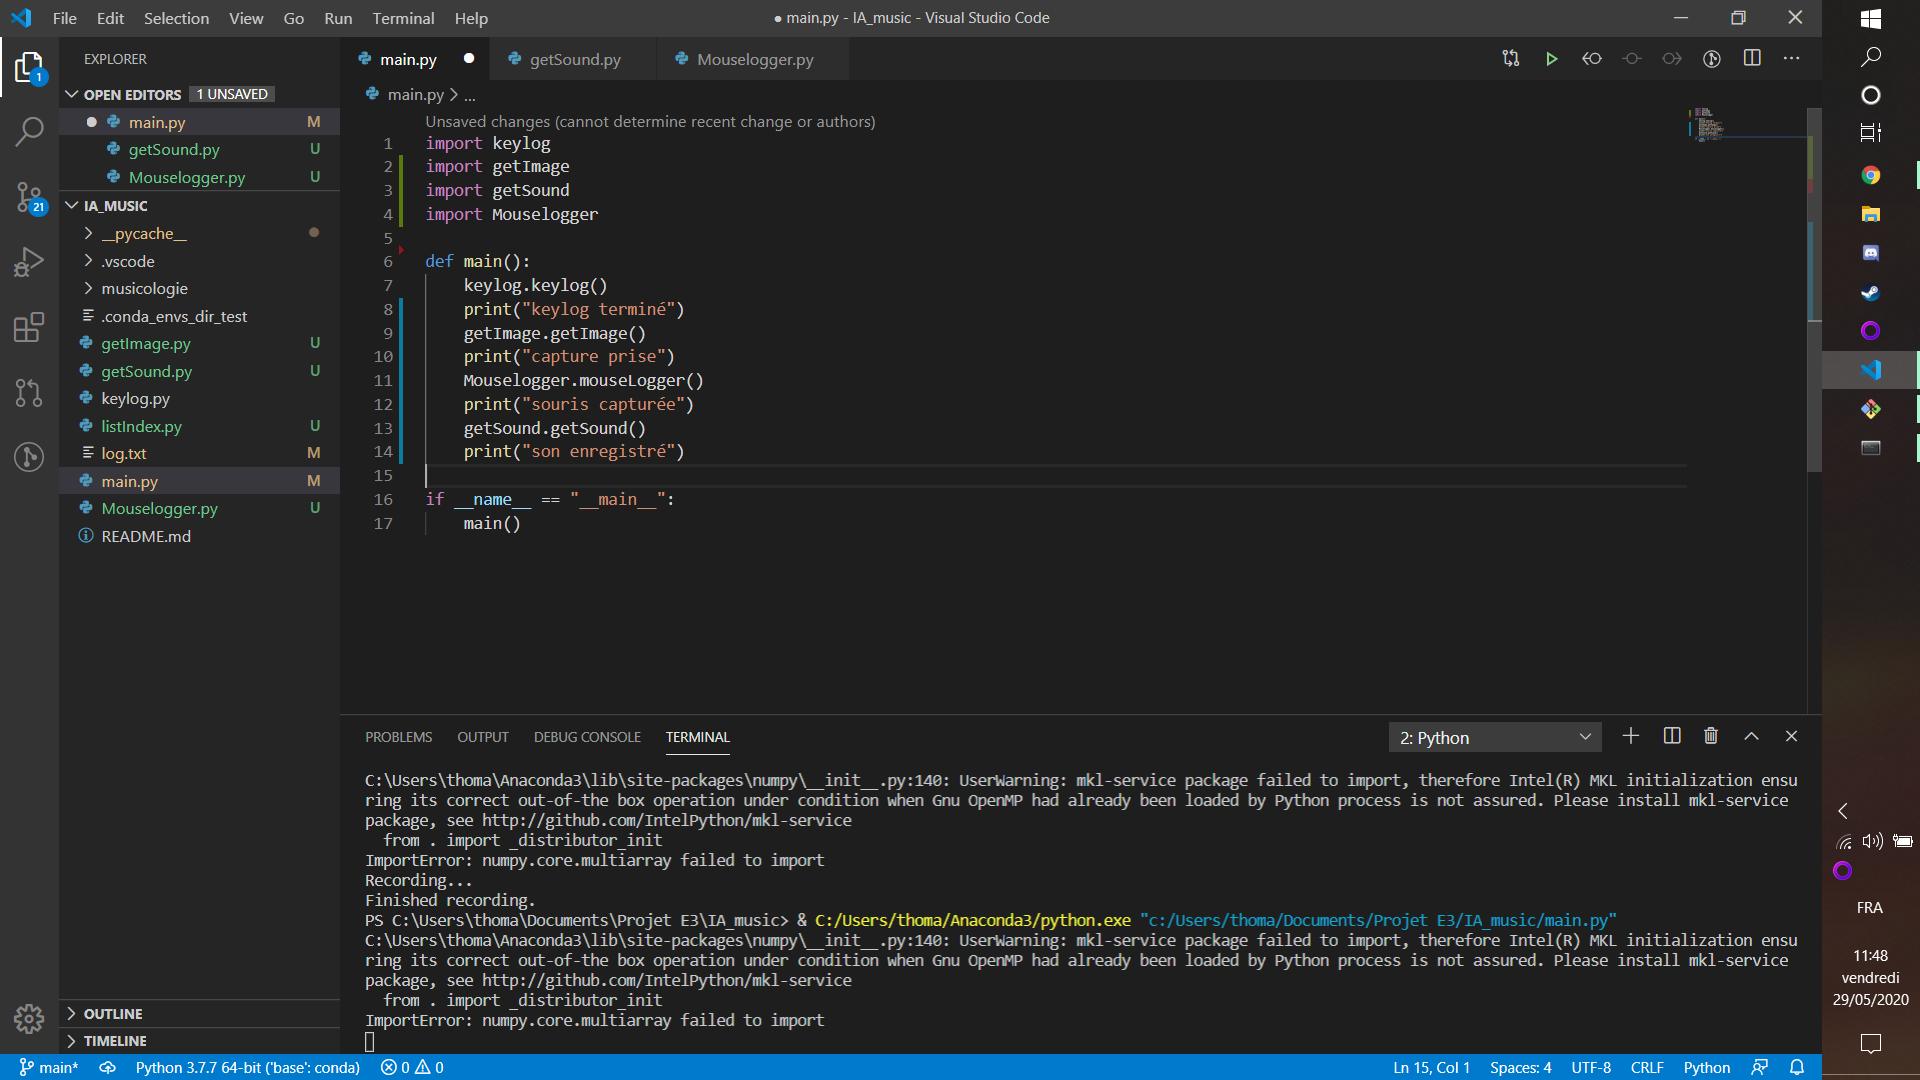 File Edit Selection View Go Run Terminal Help
● main.py - IA_music - Visual Studio Code
EXPLORER
OPEN EDITORS 1 UNSAVED
main.py M
getSound.py U
Mouselogger.py U
IA_MUSIC
__pycache__
.vscode
musicologie
.conda_envs_dir_test
getImage.py U
getSound.py U
keylog.py
listIndex.py U
log.txt M
main.py M
Mouselogger.py U
README.md
OUTLINE
TIMELINE
1
21
main.py getSound.py Mouselogger.py
main.py > ...
Unsaved changes (cannot determine recent change or authors)
1 import keylog
2 import getImage
3 import getSound
4 import Mouselogger
5
6 def main():
7 keylog.keylog()
8 print("keylog terminé")
9 getImage.getImage()
10 print("capture prise")
11 Mouselogger.mouseLogger()
12 print("souris capturée")
13 getSound.getSound()
14 print("son enregistré")
15
16 if __name__ == "__main__":
17 main()
PROBLEMS OUTPUT DEBUG CONSOLE TERMINAL
2: Python
C:\Users\thoma\Anaconda3\lib\site-packages\numpy\__init__.py:140: UserWarning: mkl-service package failed to import, therefore Intel(R) MKL initialization ensu
ring its correct out-of-the box operation under condition when Gnu OpenMP had already been loaded by Python process is not assured. Please install mkl-service
package, see http://github.com/IntelPython/mkl-service
from . import _distributor_init
ImportError: numpy.core.multiarray failed to import
Recording...
Finished recording.
PS C:\Users\thoma\Documents\Projet E3\IA_music> & C:/Users/thoma/Anaconda3/python.exe "c:/Users/thoma/Documents/Projet E3/IA_music/main.py"
C:\Users\thoma\Anaconda3\lib\site-packages\numpy\__init__.py:140: UserWarning: mkl-service package failed to import, therefore Intel(R) MKL initialization ensu
ring its correct out-of-the box operation under condition when Gnu OpenMP had already been loaded by Python process is not assured. Please install mkl-service
package, see http://github.com/IntelPython/mkl-service
from . import _distributor_init
ImportError: numpy.core.multiarray failed to import
main* Python 3.7.7 64-bit ('base': conda) 0 0
Ln 15, Col 1 Spaces: 4 UTF-8 CRLF Python
FRA
11:48
vendredi
29/05/2020